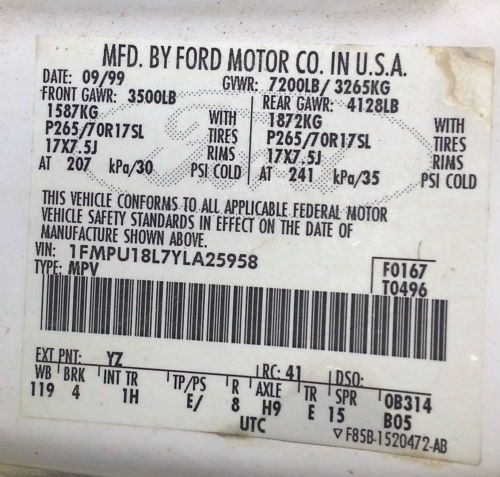 MFD. BY FORD MOTOR CO. IN U.S.A.
DATE: 09/99 GVWR: 7200LB/ 3265KG
FRONT GAWR: 3500LB REAR GAWR: 4128LB
1587KG WITH 1872KG WITH
P265/70R17SL TIRES P265/70R17SL TIRES
17X7.5J RIMS 17X7.5J RIMS
AT 207 kPa/30 PSI COLD AT 241 kPa/35 PSI COLD
THIS VEHICLE CONFORMS TO ALL APPLICABLE FEDERAL MOTOR
VEHICLE SAFETY STANDARDS IN EFFECT ON THE DATE OF
MANUFACTURE SHOWN ABOVE.
VIN: 1FMPU18L7YLA25958
TYPE: MPV
F0167
T0496
EXT PNT: YZ RC: 41 DSO:
WB BRK INT TR TP/PS R AXLE TR SPR 0B314
119 4 1H E/ 8 H9 E 15 B05
UTC
▽F85B-1520472-AB
Ford